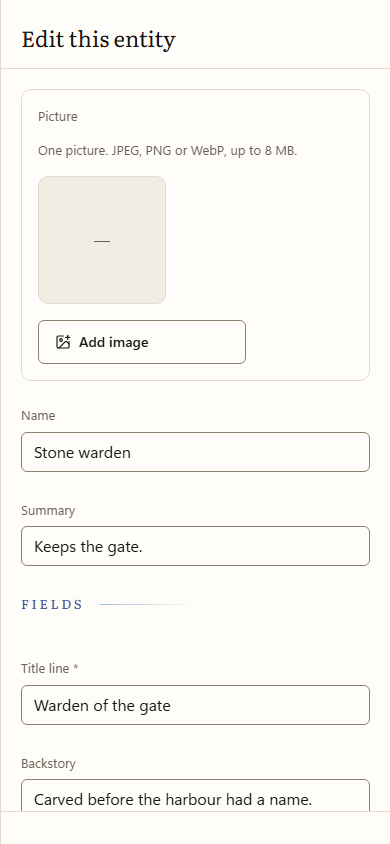 Edit this entity
Picture
One picture. JPEG, PNG or WebP, up to 8 MB.
—
Add image
Name
Stone warden
Summary
Keeps the gate.
FIELDS
Title line *
Warden of the gate
Backstory
Carved before the harbour had a name.